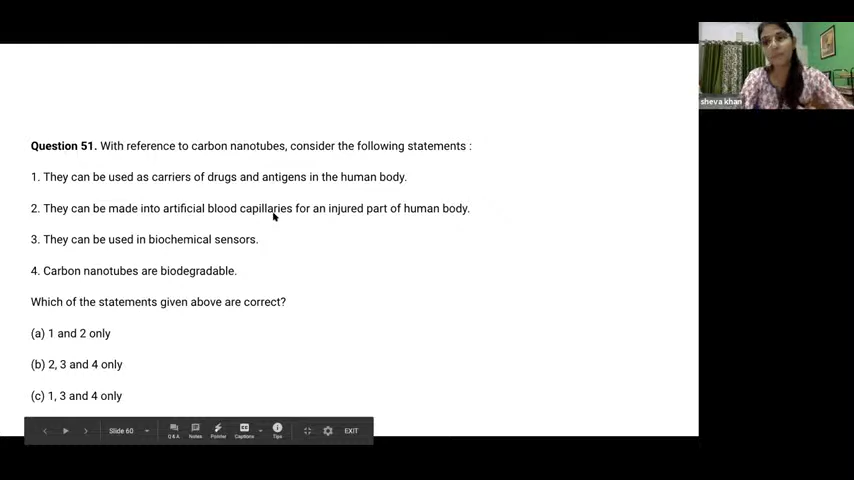 sheva khan
Question 51. With reference to carbon nanotubes, consider the following statements :
1. They can be used as carriers of drugs and antigens in the human body.
2. They can be made into artificial blood capillaries for an injured part of human body.
3. They can be used in biochemical sensors.
4. Carbon nanotubes are biodegradable.
Which of the statements given above are correct?
(a) 1 and 2 only
(b) 2, 3 and 4 only
(c) 1, 3 and 4 only
Slide 60
Q & A Notes Pointer Captions Tips
EXIT